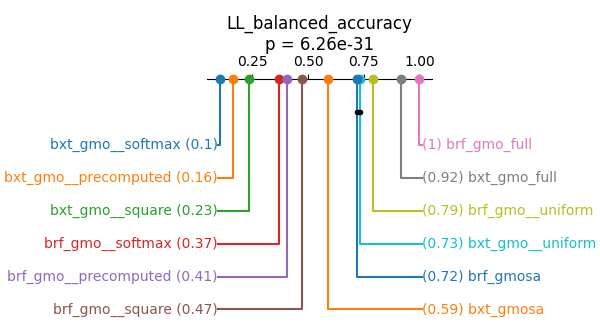 LL_balanced_accuracy
p = 6.26e-31
0.25 0.50 0.75 1.00
bxt_gmo__softmax (0.1)
(1) brf_gmo_full
bxt_gmo__precomputed (0.16)
(0.92) bxt_gmo_full
bxt_gmo__square (0.23)
(0.79) brf_gmo__uniform
brf_gmo__softmax (0.37)
(0.73) bxt_gmo__uniform
brf_gmo__precomputed (0.41)
(0.72) brf_gmosa
brf_gmo__square (0.47)
(0.59) bxt_gmosa